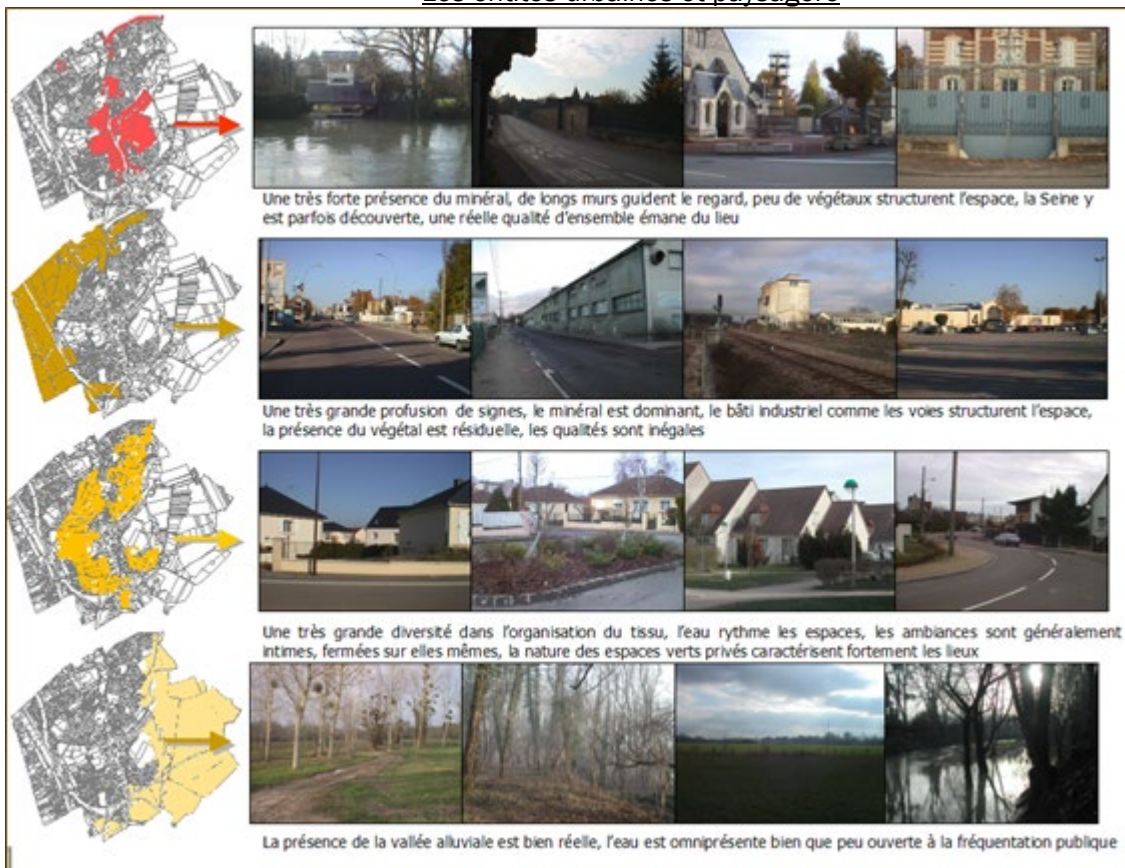 Les entités urbaines et paysagère
Une très forte présence du minéral, de longs murs guident le regard, peu de végétaux structurent l'espace, la Seine y
est parfois découverte, une réelle qualité d'ensemble émane du lieu
Une très grande profusion de signes, le minéral est dominant, le bâti industriel comme les voies structurent l'espace,
la présence du végétal est résiduelle, les qualités sont inégales
Une très grande diversité dans l'organisation du tissu, l'eau rythme les espaces, les ambiances sont généralement
intimes, fermées sur elles mêmes, la nature des espaces verts privés caractérisent fortement les lieux
La présence de la vallée alluviale est bien réelle, l'eau est omniprésente bien que peu ouverte à la fréquentation publique